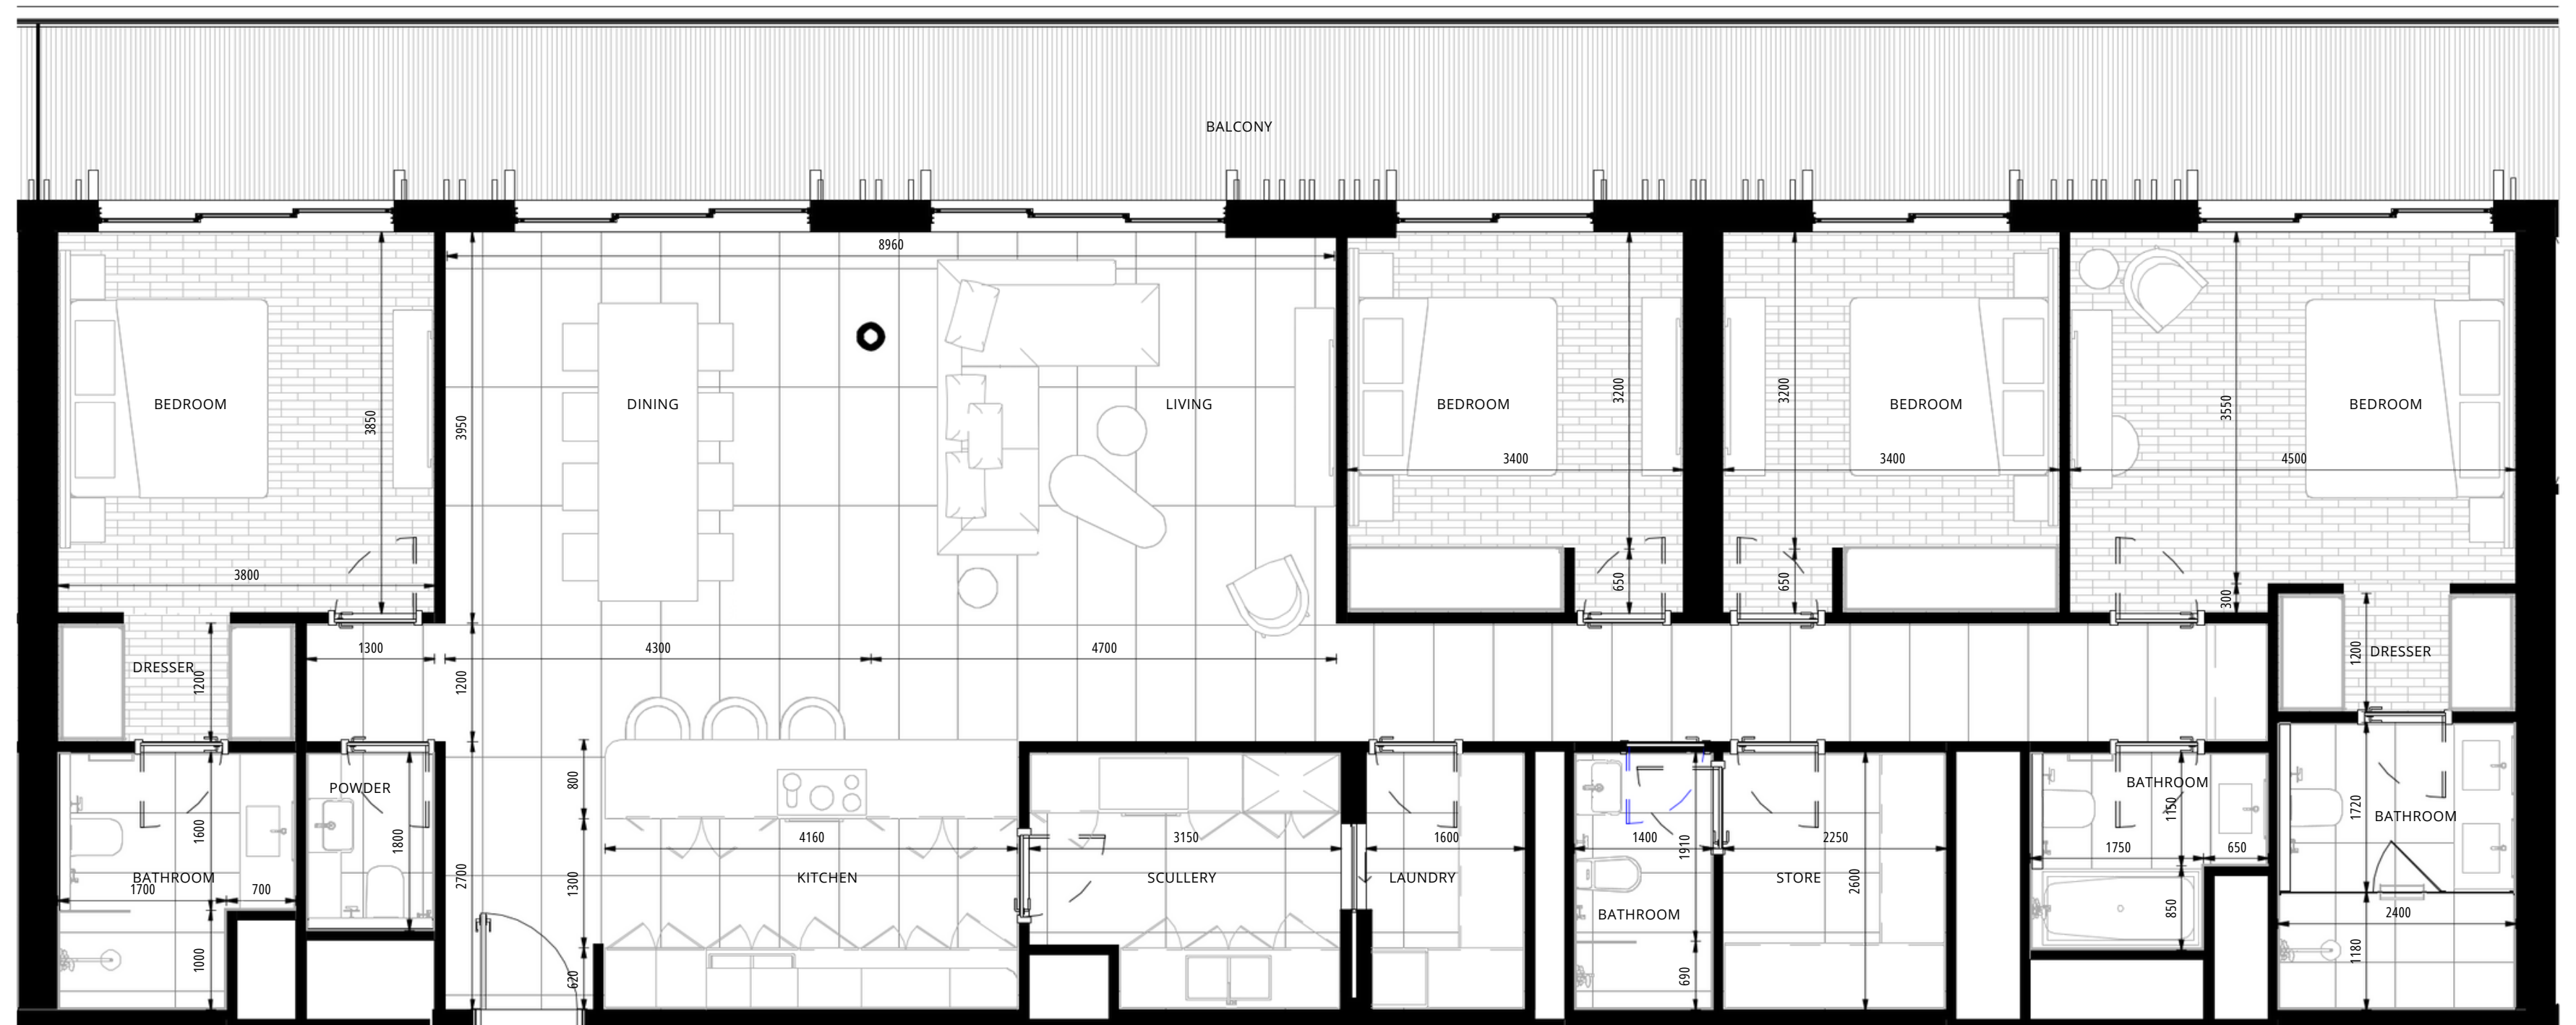 BALCONY
8960
BEDROOM
DINING
LIVING
BEDROOM
BEDROOM
BEDROOM
3850
3950
3200
3200
3550
3400
3400
4500
3800
650
650
300
1300
4300
4700
DRESSER
1200
1200
1200
DRESSER
POWDER
800
BATHROOM
1150
1720
BATHROOM
1600
1800
4160
3150
1600
1400
1910
2250
1750
650
2700
1300
KITCHEN
SCULLERY
LAUNDRY
STORE
2600
BATHROOM
1700
700
BATHROOM
850
2400
1000
620
690
1180